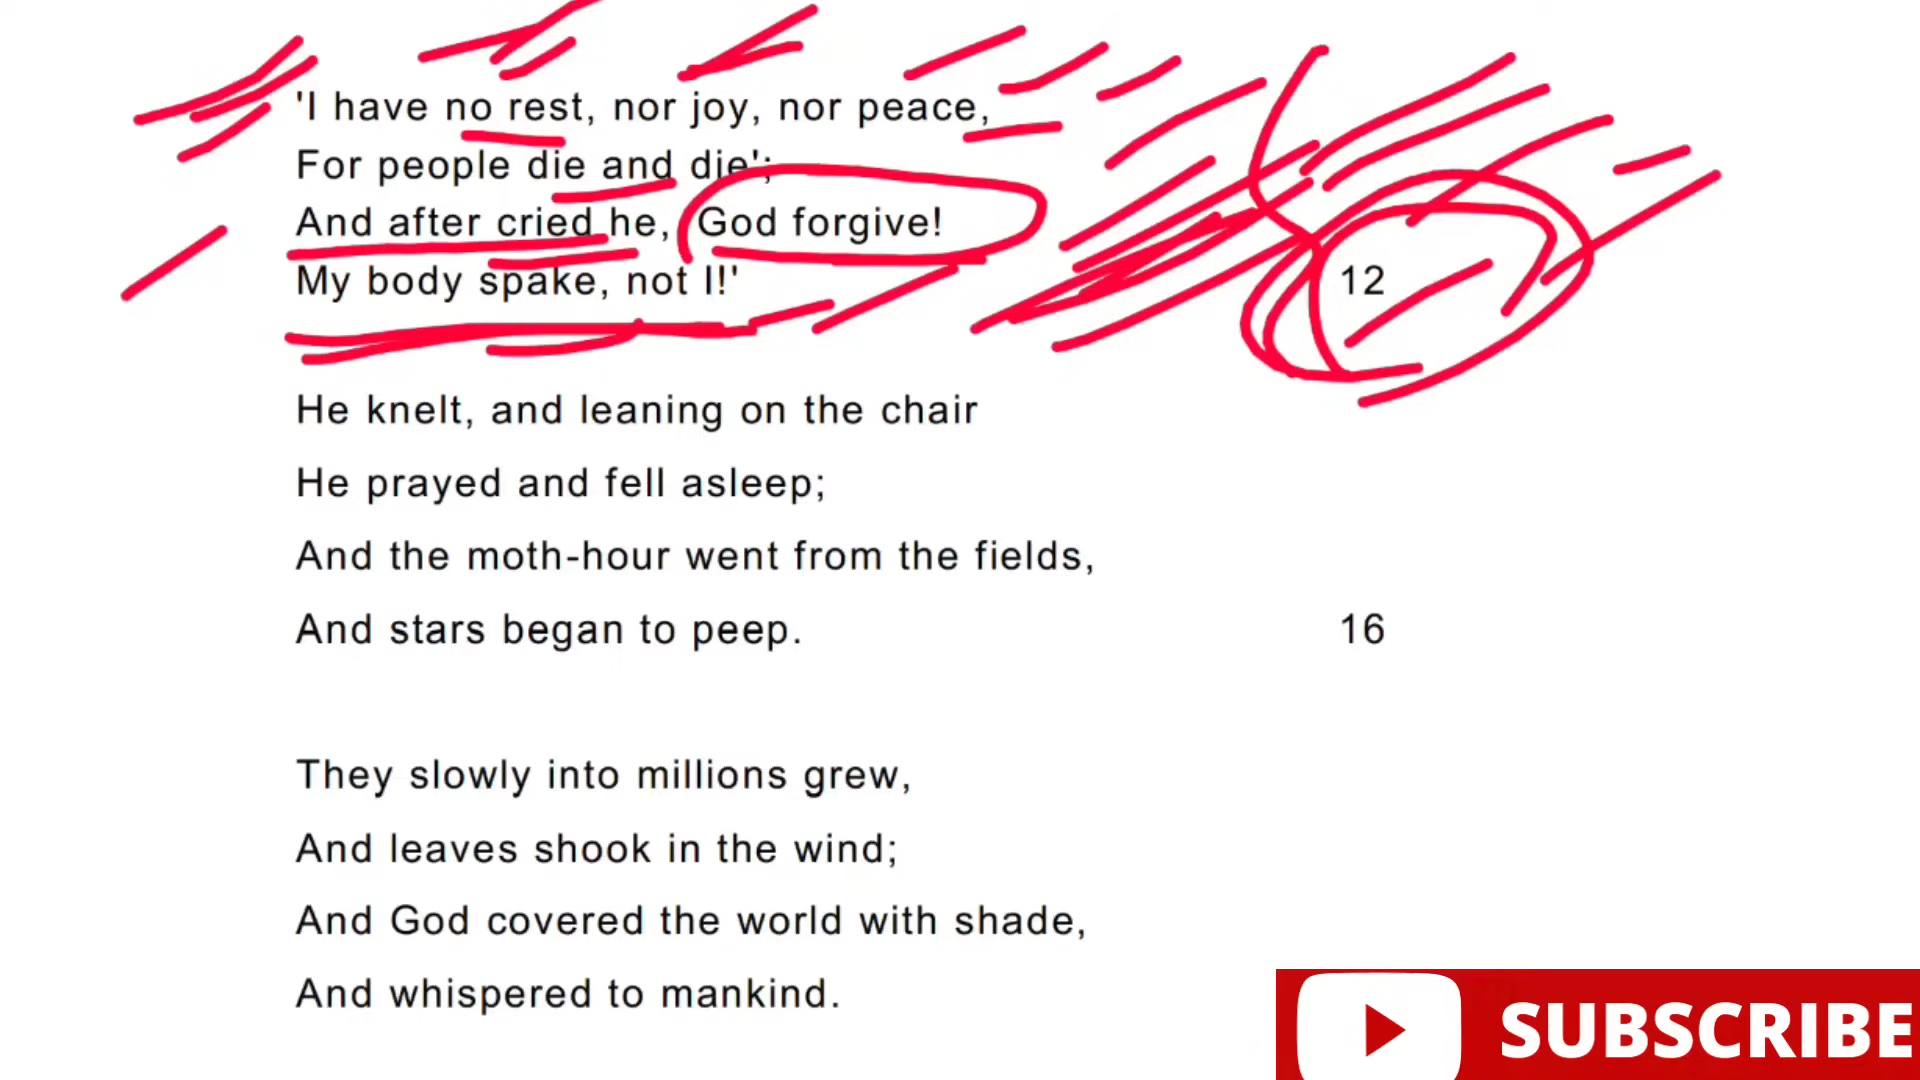 'I have no rest, nor joy, nor peace,
For people die and die';
And after cried he, 'God forgive!
My body spake, not I!' 12
He knelt, and leaning on the chair
He prayed and fell asleep;
And the moth-hour went from the fields,
And stars began to peep. 16
They slowly into millions grew,
And leaves shook in the wind;
And God covered the world with shade,
And whispered to mankind.
SUBSCRIBE